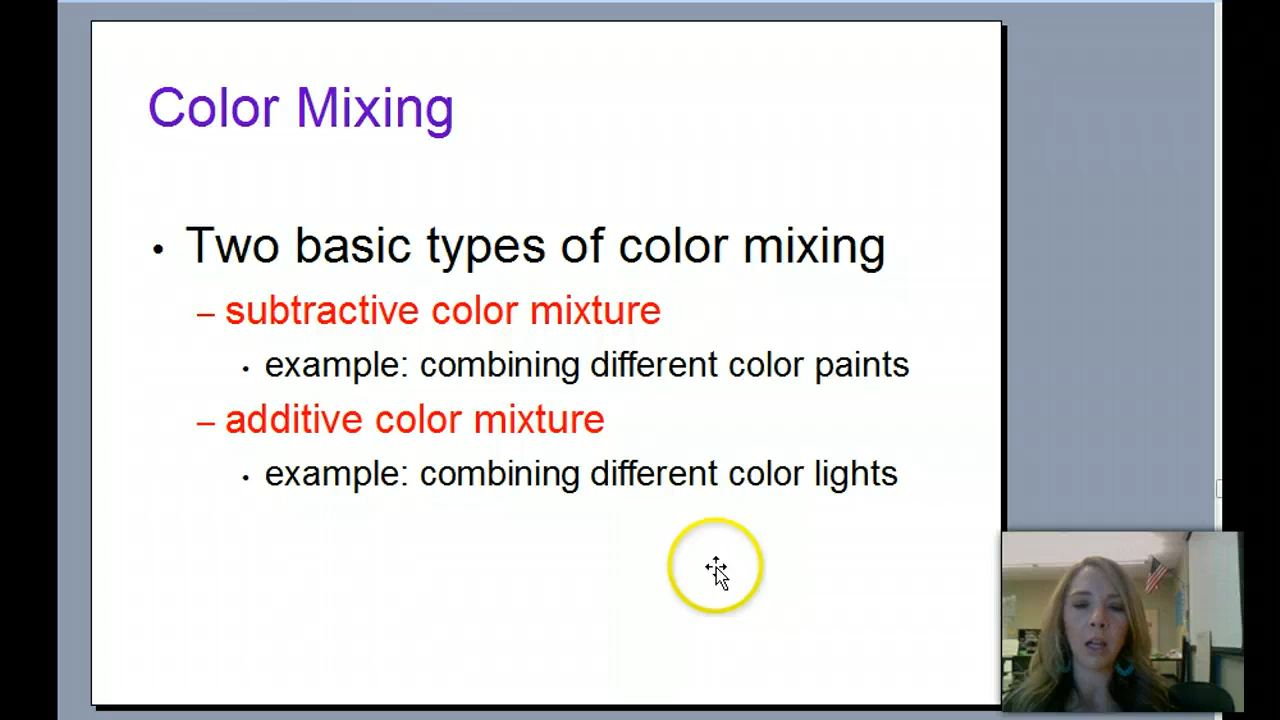 Color Mixing
• Two basic types of color mixing
– subtractive color mixture
• example: combining different color paints
– additive color mixture
• example: combining different color lights